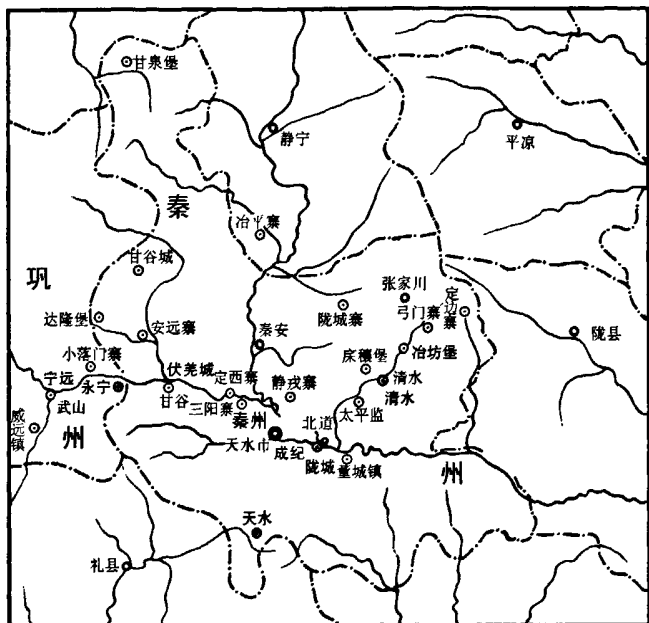 甘泉堡
静宁
平凉
秦
冶平寨
甘谷城
巩
张家川
定边寨
达隆堡
安远寨
秦安
陇城寨
弓门寨
陇县
小落门寨
床穰堡
冶坊堡
宁远
永宁
伏羌城
定西寨
静戎寨
清水
清水
武山
甘谷
三阳寨
太平监
威远镇
州
秦州
北道
天水市
成纪
陇城
董城镇
州
天水
礼县